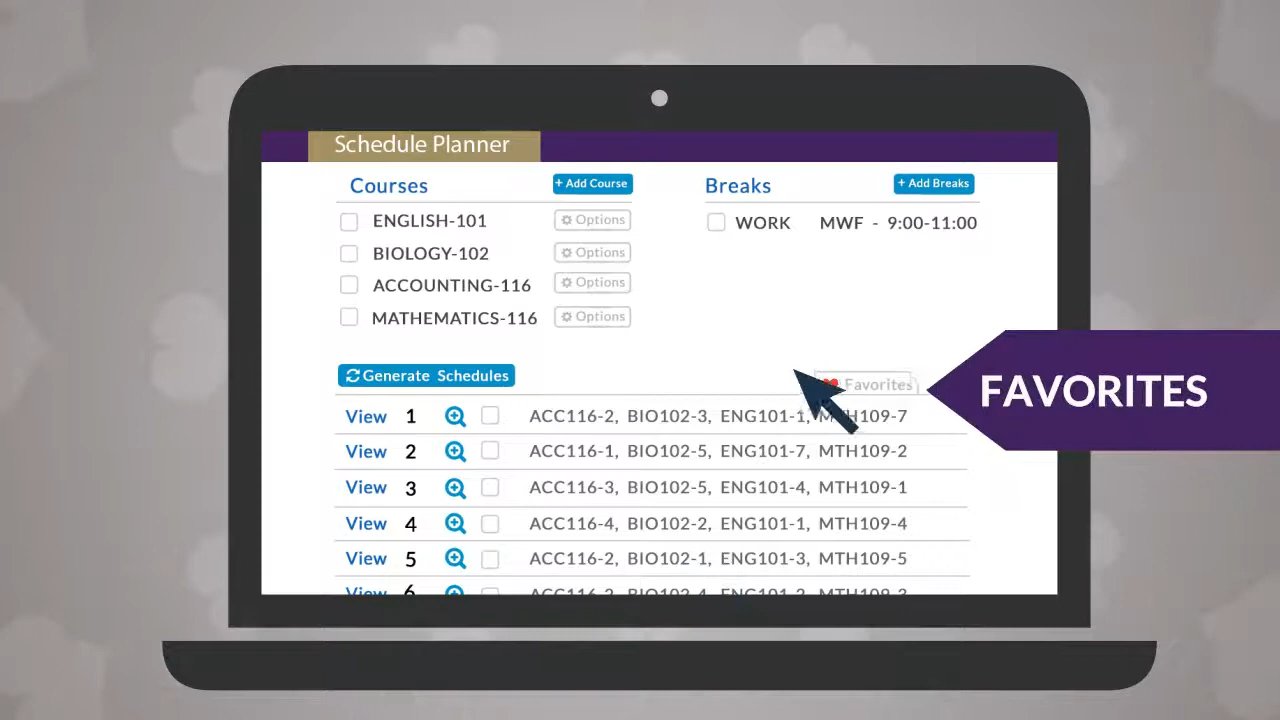 Schedule Planner
Courses
+ Add Course
ENGLISH-101
Options
BIOLOGY-102
Options
ACCOUNTING-116
Options
MATHEMATICS-116
Options
Breaks
+ Add Breaks
WORK MWF - 9:00-11:00
Generate Schedules
Favorites
FAVORITES
View 1 ACC116-2, BIO102-3, ENG101-1, MTH109-7
View 2 ACC116-1, BIO102-5, ENG101-7, MTH109-2
View 3 ACC116-3, BIO102-5, ENG101-4, MTH109-1
View 4 ACC116-4, BIO102-2, ENG101-1, MTH109-4
View 5 ACC116-2, BIO102-1, ENG101-3, MTH109-5
View 6